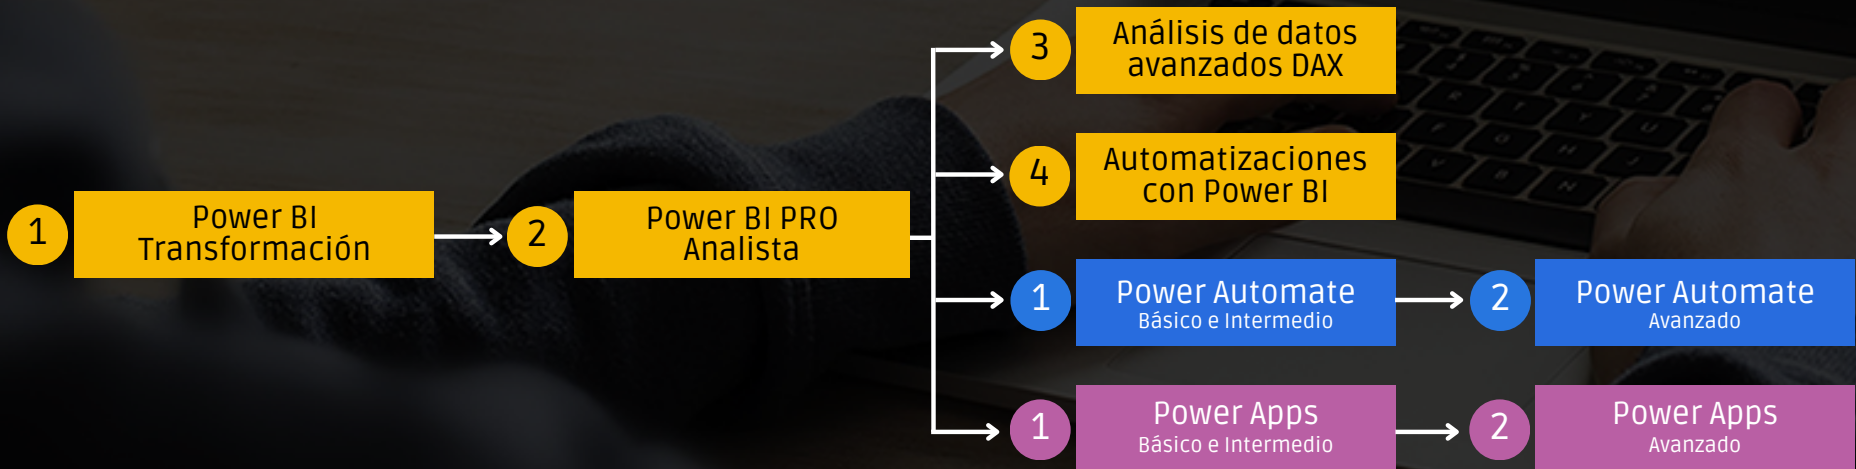 1
Power BI
Transformación
2
Power BI PRO
Analista
3
Análisis de datos
avanzados DAX
4
Automatizaciones
con Power BI
1
Power Automate
Básico e Intermedio
2
Power Automate
Avanzado
1
Power Apps
Básico e Intermedio
2
Power Apps
Avanzado